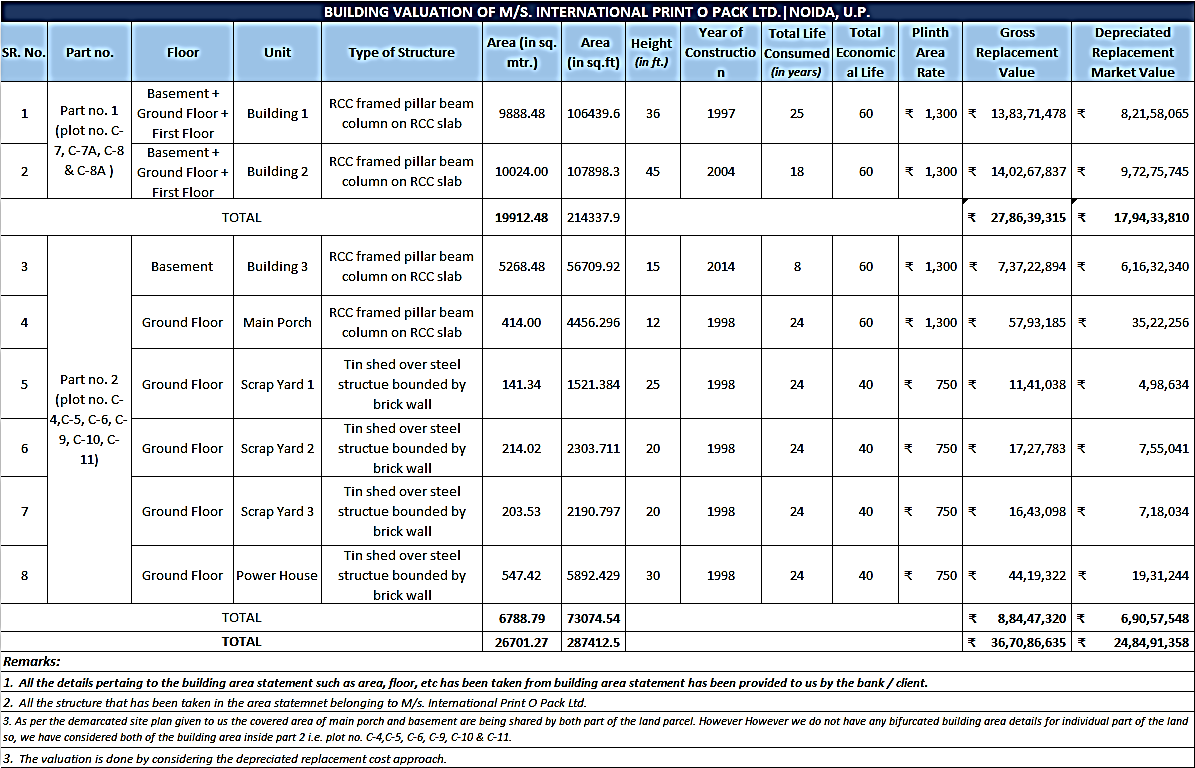 BUILDING VALUATION OF M/S. INTERNATIONAL PRINT O PACK LTD.|NOIDA, U.P.
SR. No. Part no. Floor Unit Type of Structure Area (in sq. mtr.) Area (in sq.ft) Height (in ft.) Year of Constructio n Total Life Consumed (in years) Total Economic al Life Plinth Area Rate Gross Replacement Value Depreciated Replacement Market Value
1 Part no. 1 (plot no. C-7, C-7A, C-8 & C-8A ) Basement + Ground Floor + First Floor Building 1 RCC framed pillar beam column on RCC slab 9888.48 106439.6 36 1997 25 60 ₹ 1,300 ₹ 13,83,71,478 ₹ 8,21,58,065
2 Basement + Ground Floor + First Floor Building 2 RCC framed pillar beam column on RCC slab 10024.00 107898.3 45 2004 18 60 ₹ 1,300 ₹ 14,02,67,837 ₹ 9,72,75,745
TOTAL 19912.48 214337.9 ₹ 27,86,39,315 ₹ 17,94,33,810
3 Part no. 2 (plot no. C-4,C-5, C-6, C-9, C-10, C-11) Basement Building 3 RCC framed pillar beam column on RCC slab 5268.48 56709.92 15 2014 8 60 ₹ 1,300 ₹ 7,37,22,894 ₹ 6,16,32,340
4 Ground Floor Main Porch RCC framed pillar beam column on RCC slab 414.00 4456.296 12 1998 24 60 ₹ 1,300 ₹ 57,93,185 ₹ 35,22,256
5 Ground Floor Scrap Yard 1 Tin shed over steel structue bounded by brick wall 141.34 1521.384 25 1998 24 40 ₹ 750 ₹ 11,41,038 ₹ 4,98,634
6 Ground Floor Scrap Yard 2 Tin shed over steel structue bounded by brick wall 214.02 2303.711 20 1998 24 40 ₹ 750 ₹ 17,27,783 ₹ 7,55,041
7 Ground Floor Scrap Yard 3 Tin shed over steel structue bounded by brick wall 203.53 2190.797 20 1998 24 40 ₹ 750 ₹ 16,43,098 ₹ 7,18,034
8 Ground Floor Power House Tin shed over steel structue bounded by brick wall 547.42 5892.429 30 1998 24 40 ₹ 750 ₹ 44,19,322 ₹ 19,31,244
TOTAL 6788.79 73074.54 ₹ 8,84,47,320 ₹ 6,90,57,548
TOTAL 26701.27 287412.5 ₹ 36,70,86,635 ₹ 24,84,91,358
Remarks:
1. All the details pertaing to the building area statement such as area, floor, etc has been taken from building area statement has been provided to us by the bank / client.
2. All the structure that has been taken in the area statemnet belonging to M/s. International Print O Pack Ltd.
3. As per the demarcated site plan given to us the covered area of main porch and basement are being shared by both part of the land parcel. However However we do not have any bifurcated building area details for individual part of the land
so, we have considered both of the building area inside part 2 i.e. plot no. C-4,C-5, C-6, C-9, C-10 & C-11.
3. The valuation is done by considering the depreciated replacement cost approach.